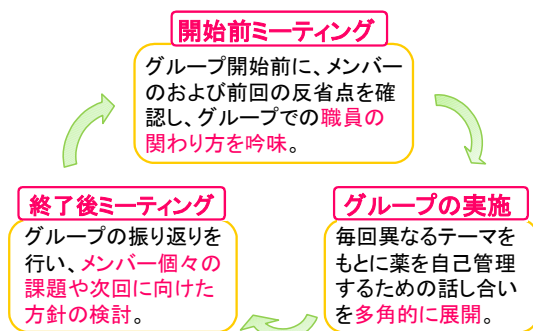 開始前ミーティング
グループ開始前に、メンバー
のおよび前回の反省点を確
認し、グループでの職員の
関わり方を吟味。
終了後ミーティング
グループの振り返りを
行い、メンバー個々の
課題や次回に向けた
方針の検討。
グループの実施
毎回異なるテーマを
もとに薬を自己管理
するための話し合い
を多角的に展開。